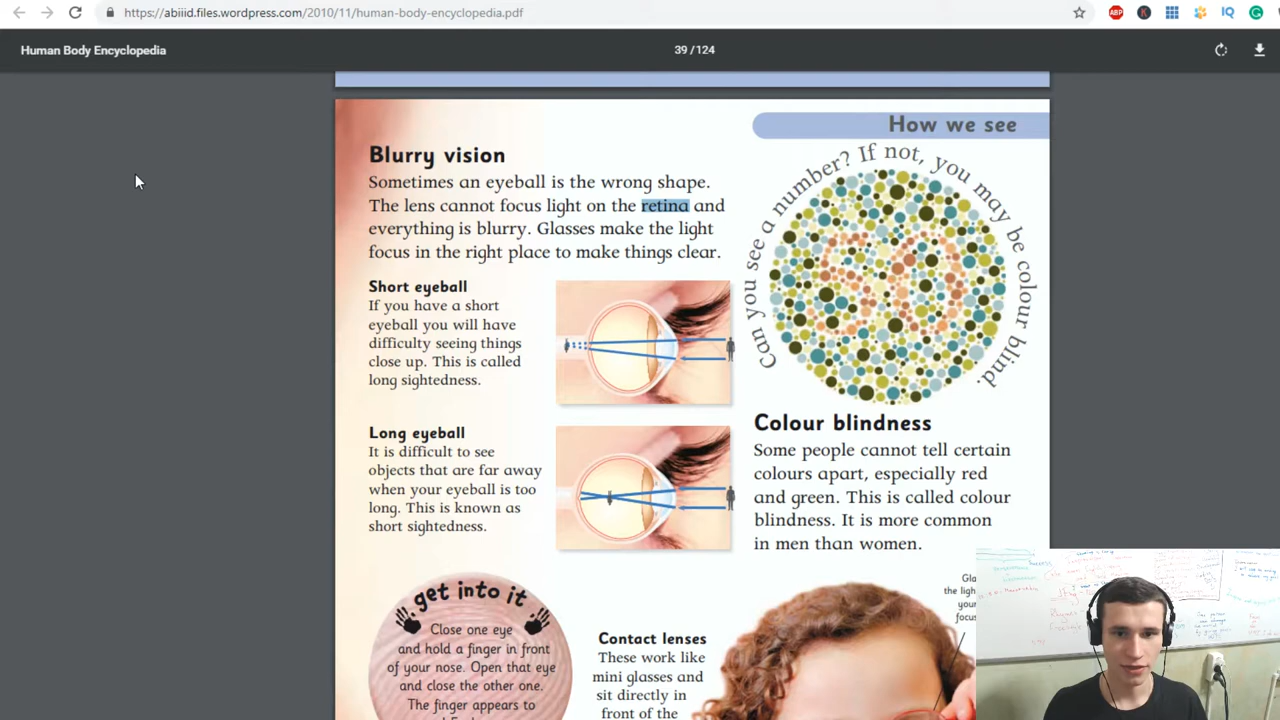 https://abiiid.files.wordpress.com/2010/11/human-body-encyclopedia.pdf
ABP
K
IQ
G
Human Body Encyclopedia
39 / 124
How we see
Blurry vision
Sometimes an eyeball is the wrong shape.
The lens cannot focus light on the retina and
everything is blurry. Glasses make the light
focus in the right place to make things clear.
Short eyeball
If you have a short
eyeball you will have
difficulty seeing things
close up. This is called
long sightedness.
Long eyeball
It is difficult to see
objects that are far away
when your eyeball is too
long. This is known as
short sightedness.
Can you see a number? If not, you may be colour blind.
Colour blindness
Some people cannot tell certain
colours apart, especially red
and green. This is called colour
blindness. It is more common
in men than women.
get into it
Close one eye
and hold a finger in front
of your nose. Open that eye
and close the other one.
The finger appears to
Contact lenses
These work like
mini glasses and
sit directly in
front of the
Gla
the ligh
your
focus